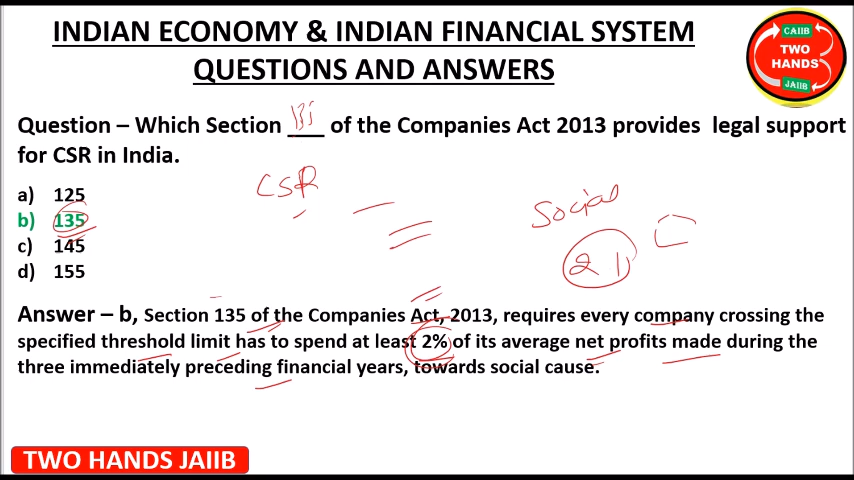 INDIAN ECONOMY & INDIAN FINANCIAL SYSTEM
QUESTIONS AND ANSWERS
CAIIB
TWO
HANDS
JAIIB
Question – Which Section ___ of the Companies Act 2013 provides legal support
135
for CSR in India.
a) 125
b) 135
c) 145
d) 155
CSR
Social
Answer – b, Section 135 of the Companies Act, 2013, requires every company crossing the
specified threshold limit has to spend at least 2% of its average net profits made during the
three immediately preceding financial years, towards social cause.
TWO HANDS JAIIB